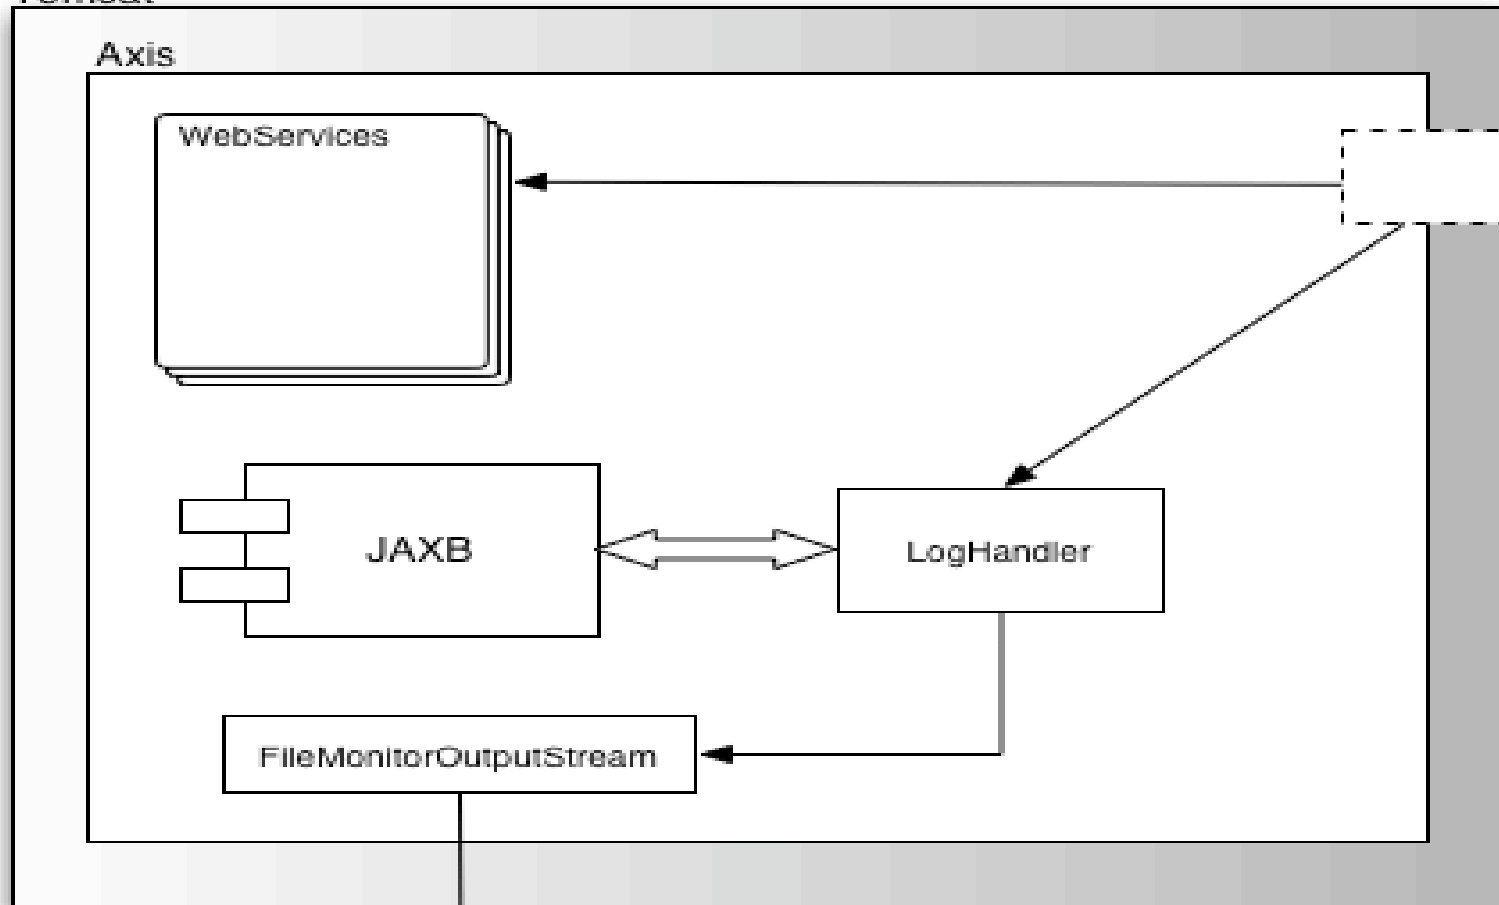 Axis
WebServices
JAXB
LogHandler
FileMonitorOutputStream